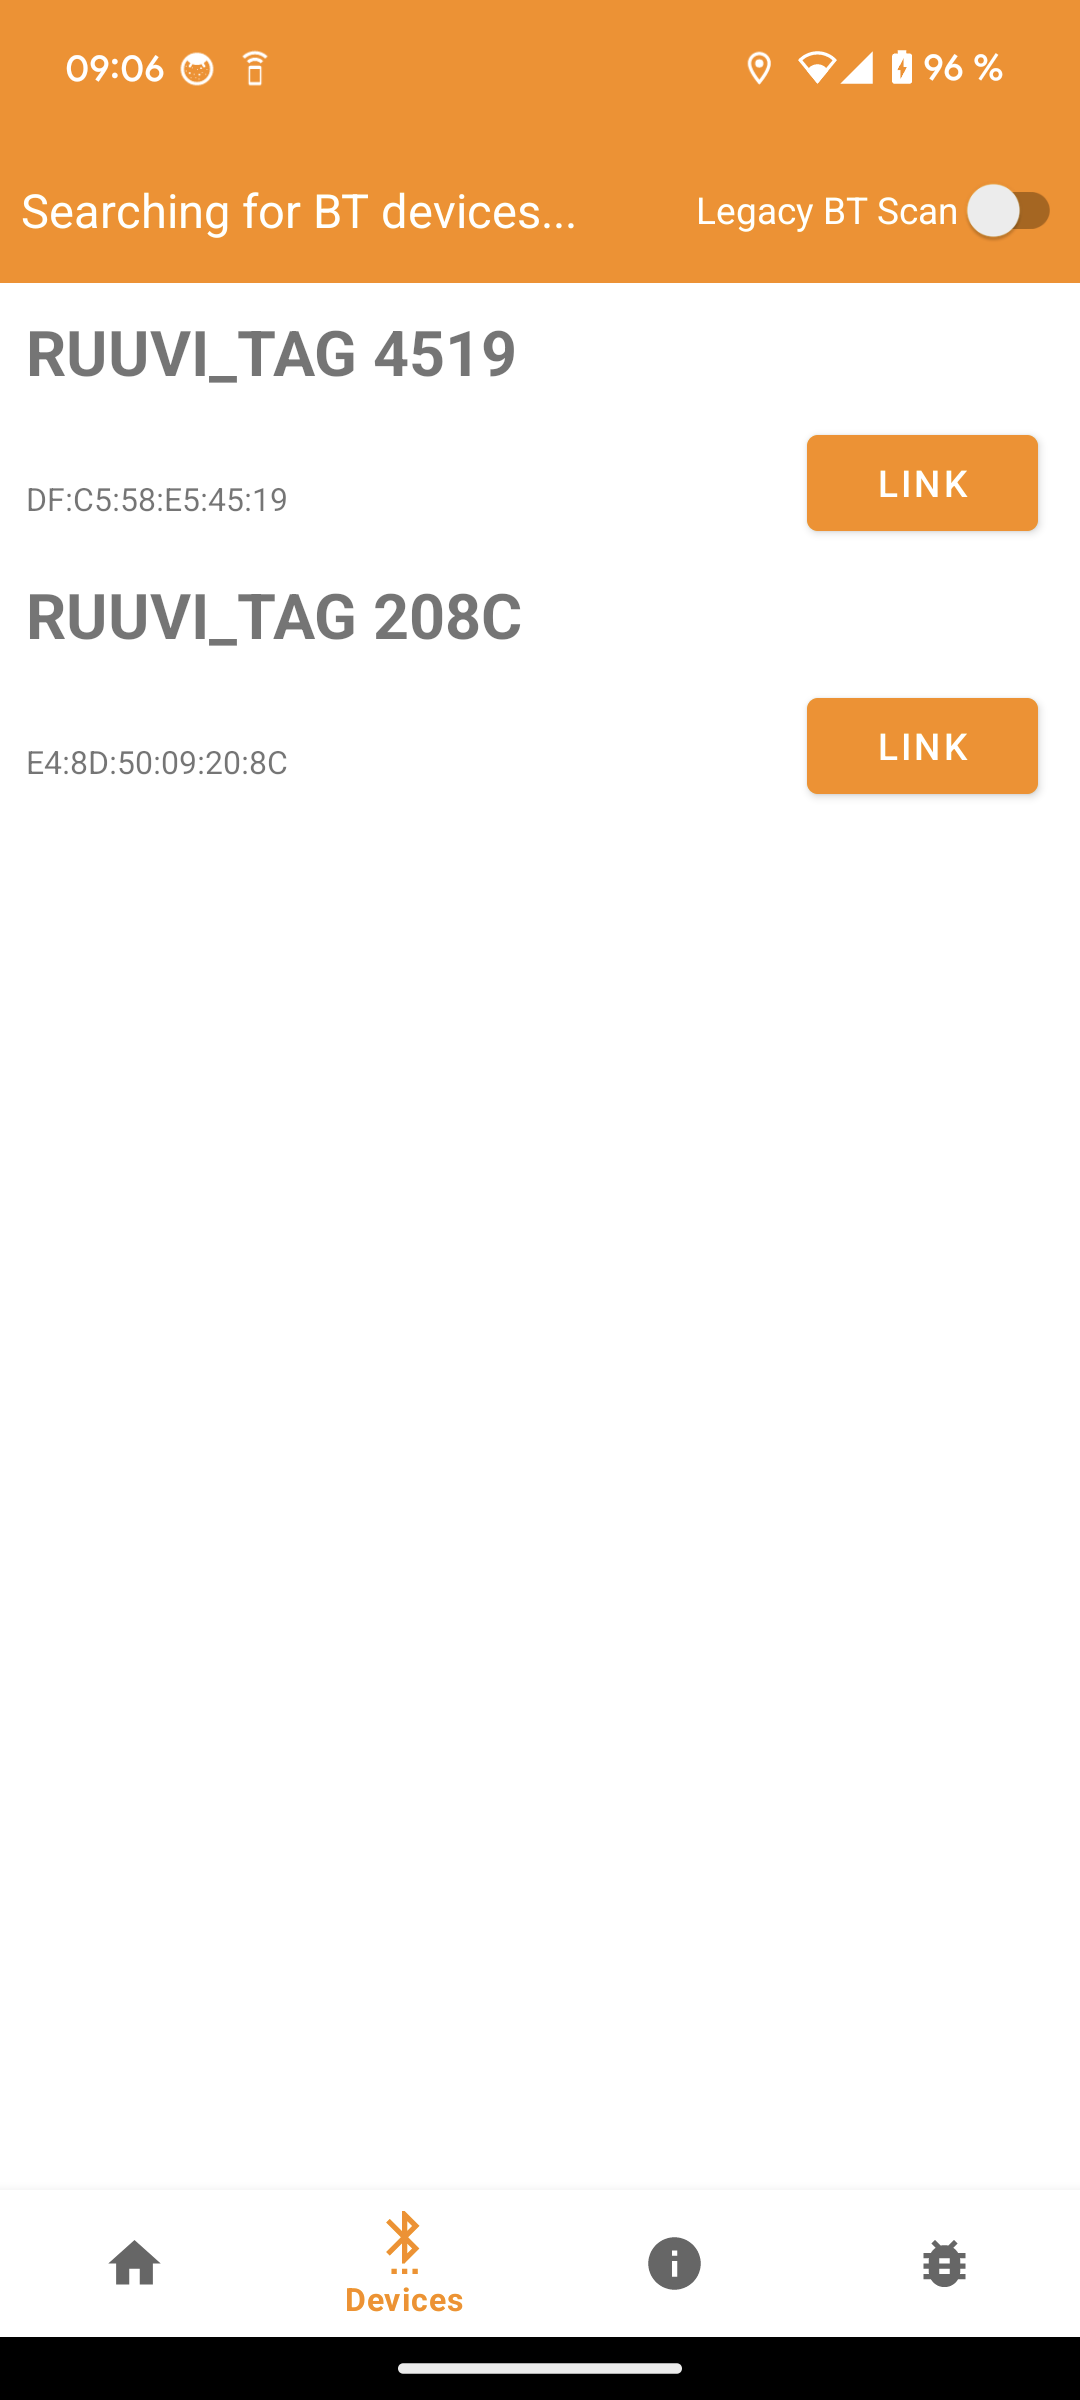 09:06
96 %
Searching for BT devices...
Legacy BT Scan
RUUVI_TAG 4519
DF:C5:58:E5:45:19
LINK
RUUVI_TAG 208C
E4:8D:50:09:20:8C
LINK
Devices